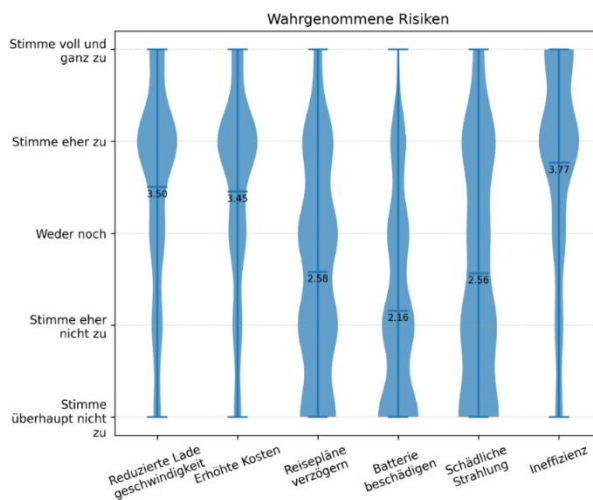 Wahrgenommene Risiken
Stimme voll und
ganz zu
Stimme eher zu
Weder noch
Stimme eher
nicht zu
Stimme
überhaupt nicht
zu
3.50
3.45
2.58
2.16
2.56
3.77
Reduzierte Lade
geschwindigkeit
Erhöhte Kosten
Reisepläne
verzögern
Batterie
beschädigen
Schädliche
Strahlung
Ineffizienz